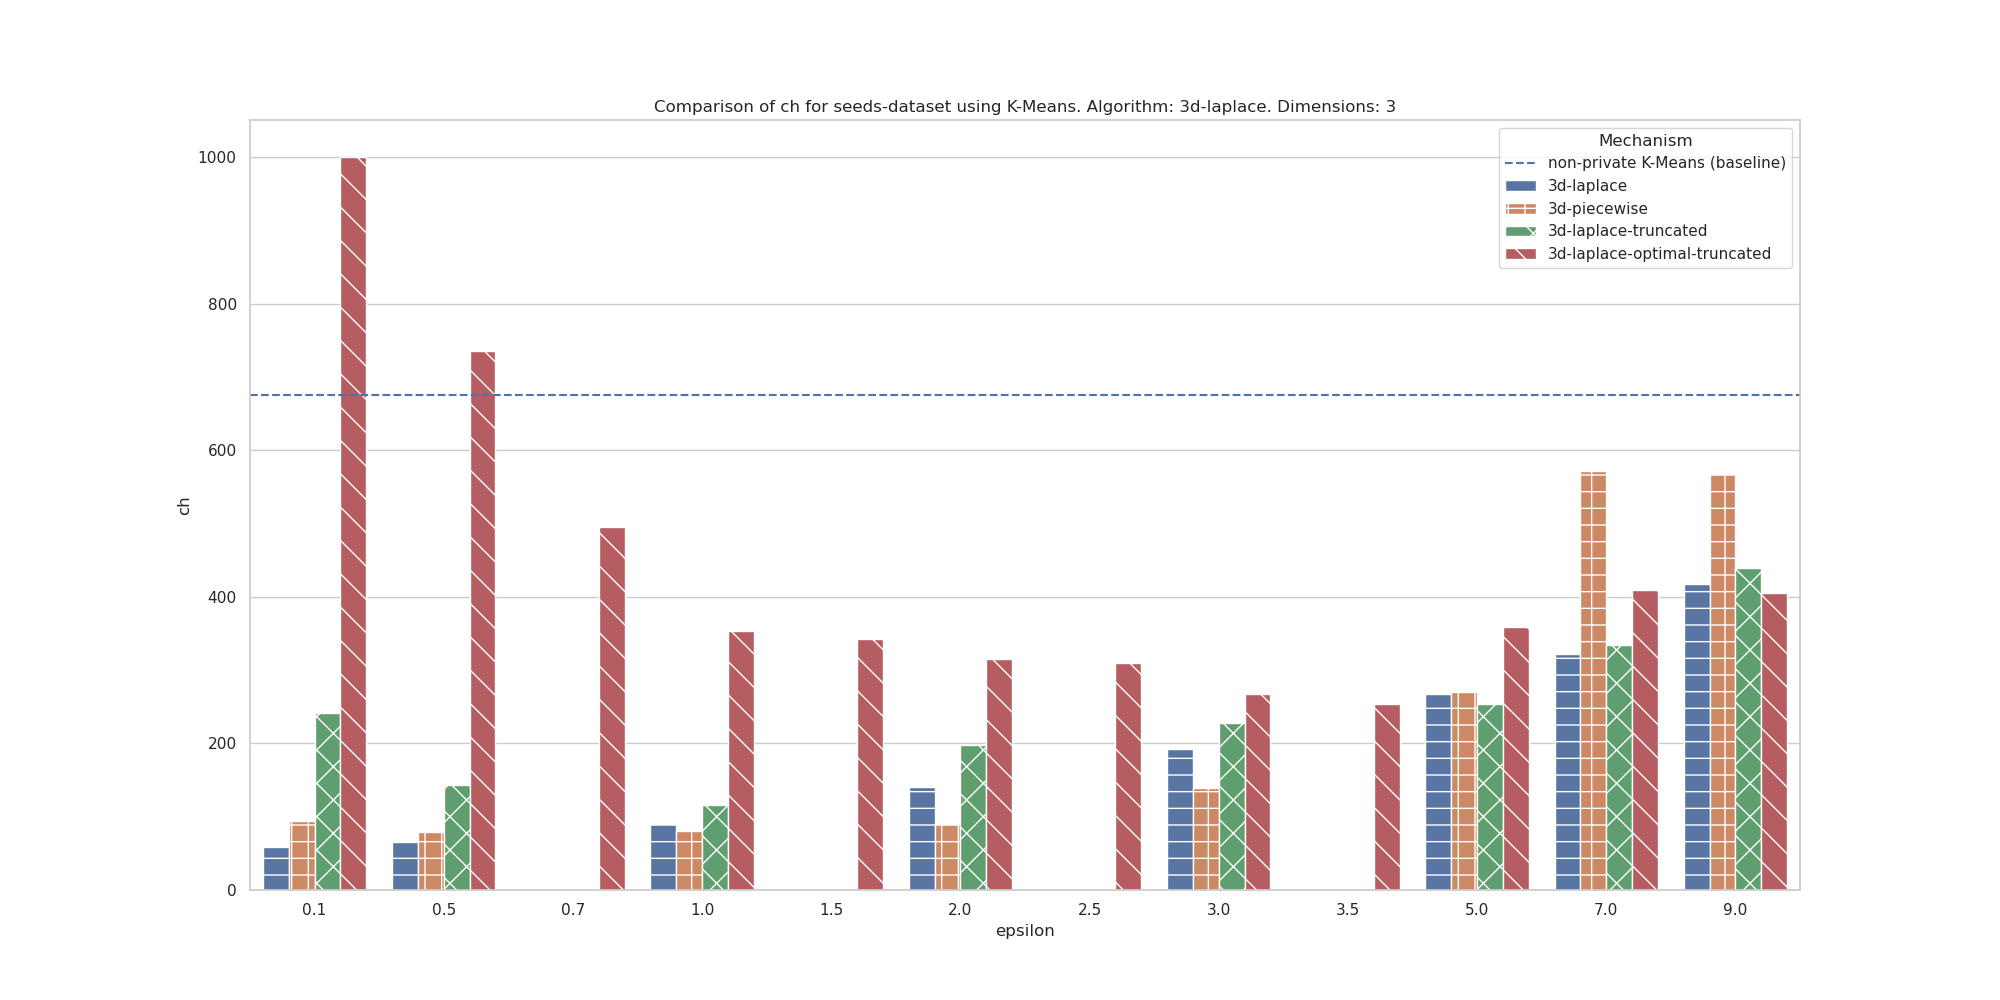 Comparison of ch for seeds-dataset using K-Means. Algorithm: 3d-laplace. Dimensions: 3
Mechanism
non-private K-Means (baseline)
3d-laplace
3d-piecewise
3d-laplace-truncated
3d-laplace-optimal-truncated
1000
800
600
400
200
0
ch
0.1 0.5 0.7 1.0 1.5 2.0 2.5 3.0 3.5 5.0 7.0 9.0
epsilon